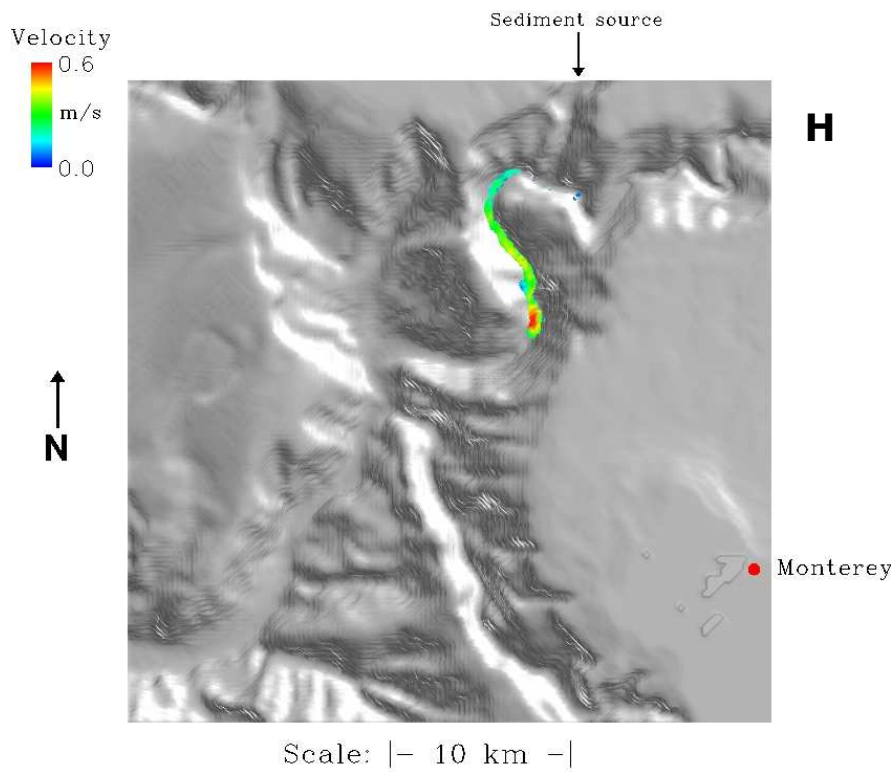 Sediment source
Velocity
0.6
m/s
0.0
H
N
Monterey
Scale: |– 10 km –|